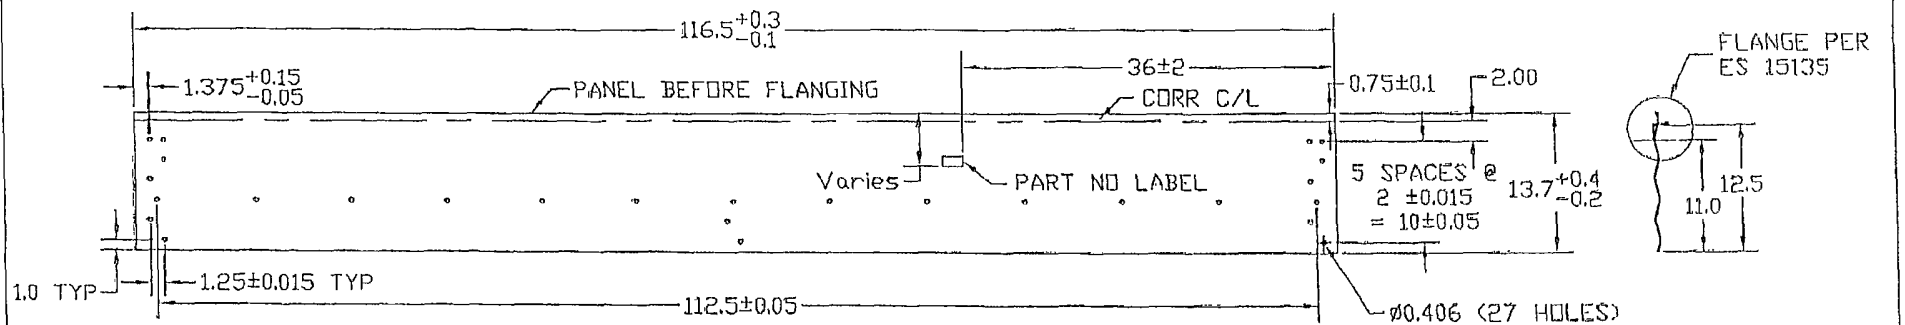 116.5+0.3
-0.1
FLANGE PER
ES 15135
36±2
1.375+0.15
-0.05
PANEL BEFORE FLANGING
CORR C/L
0.75±0.1
2.00
Varies
PART NO LABEL
5 SPACES @
2 ±0.015
= 10±0.05
13.7+0.4
-0.2
12.5
11.0
1.0 TYP
1.25±0.015 TYP
112.5±0.05
Ø0.406 (27 HOLES)